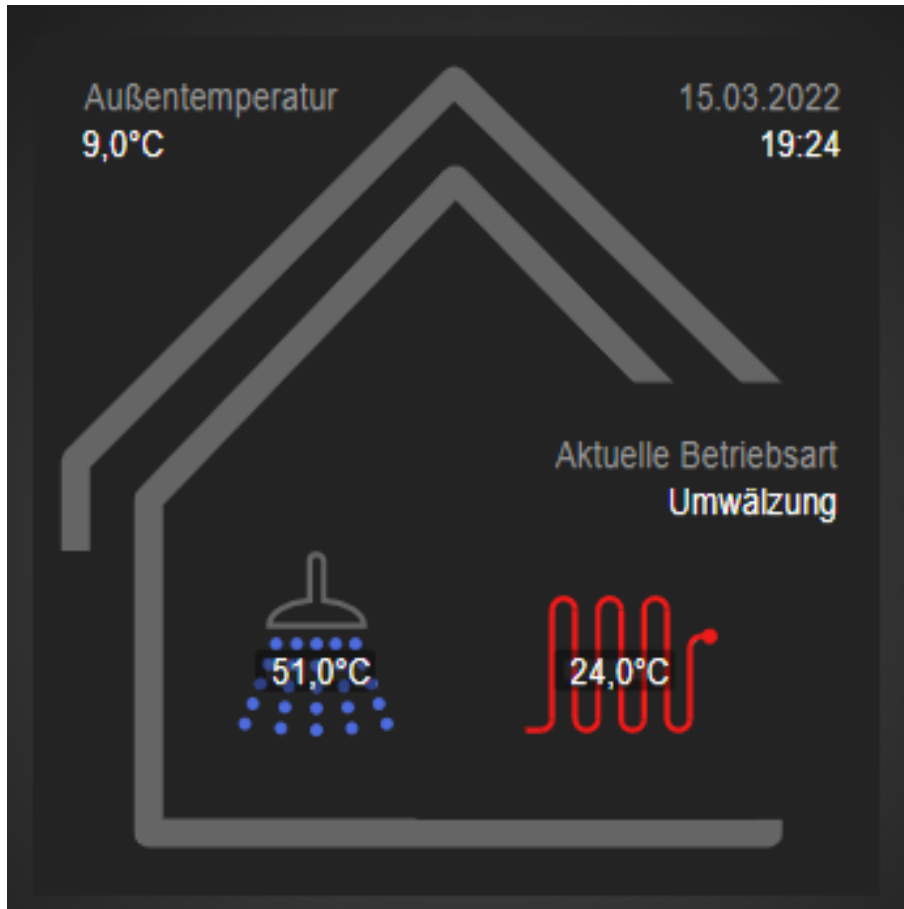 Außentemperatur
15.03.2022
9,0°C
19:24
Aktuelle Betriebsart
Umwälzung
51,0°C
24,0°C